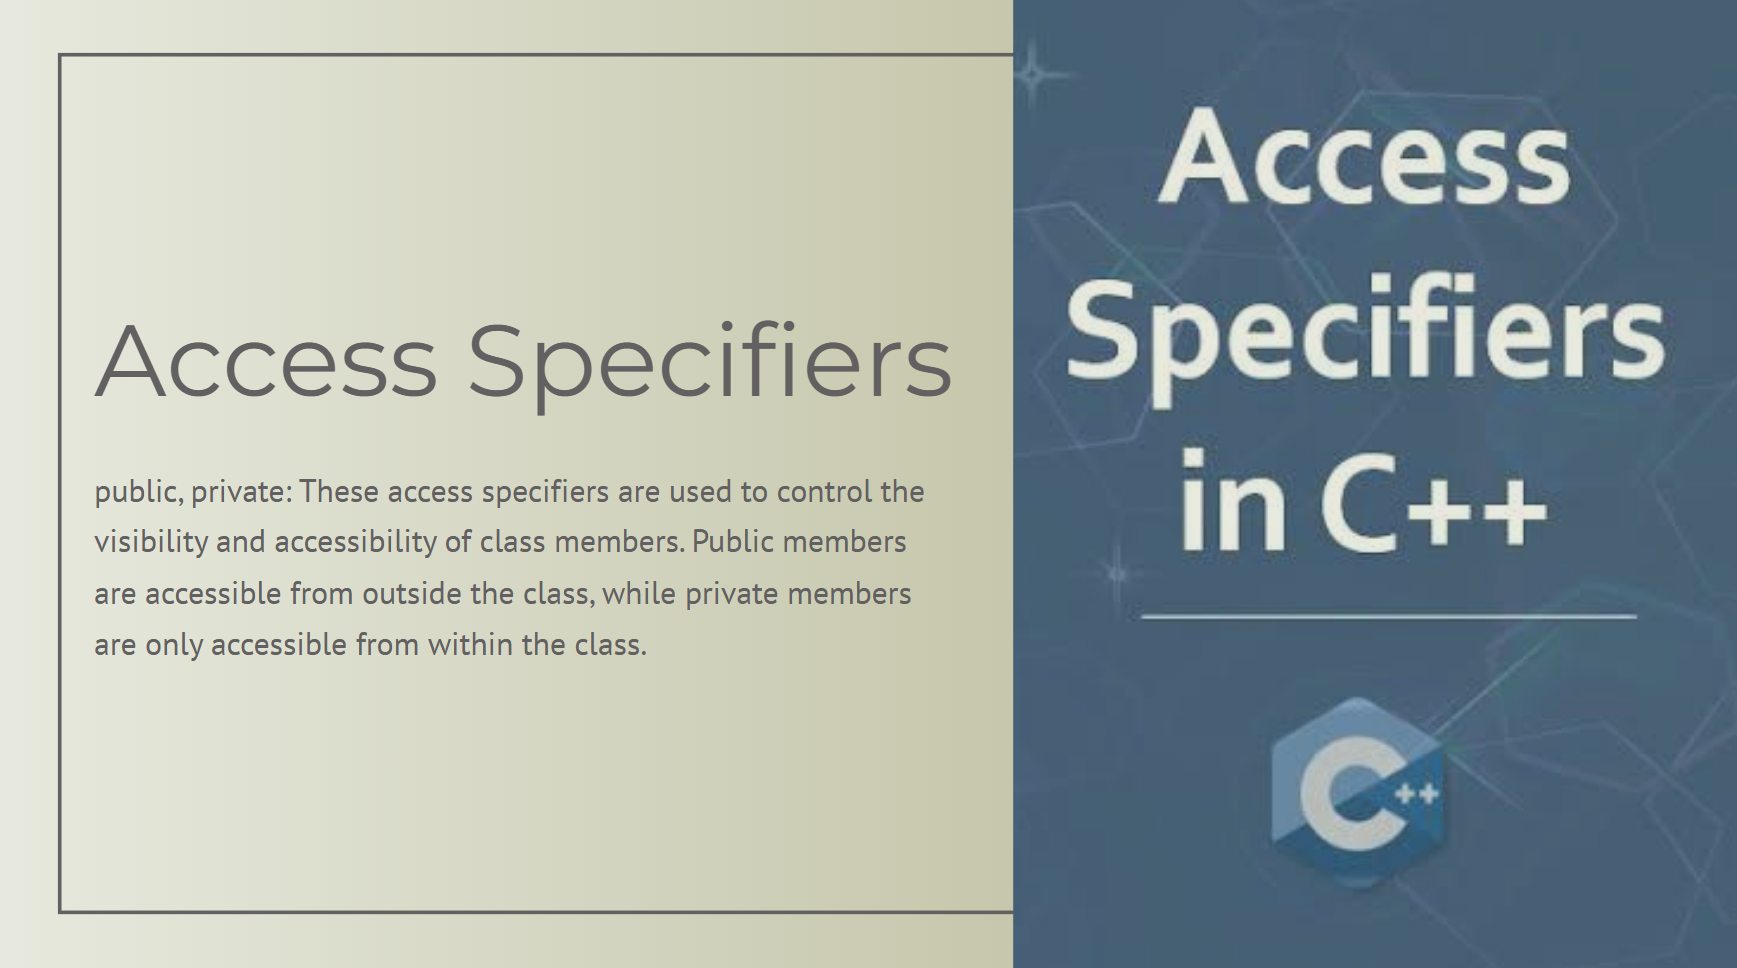 Access Specifiers
public, private: These access specifiers are used to control the
visibility and accessibility of class members. Public members
are accessible from outside the class, while private members
are only accessible from within the class.
Access
Specifiers
in C++
C++